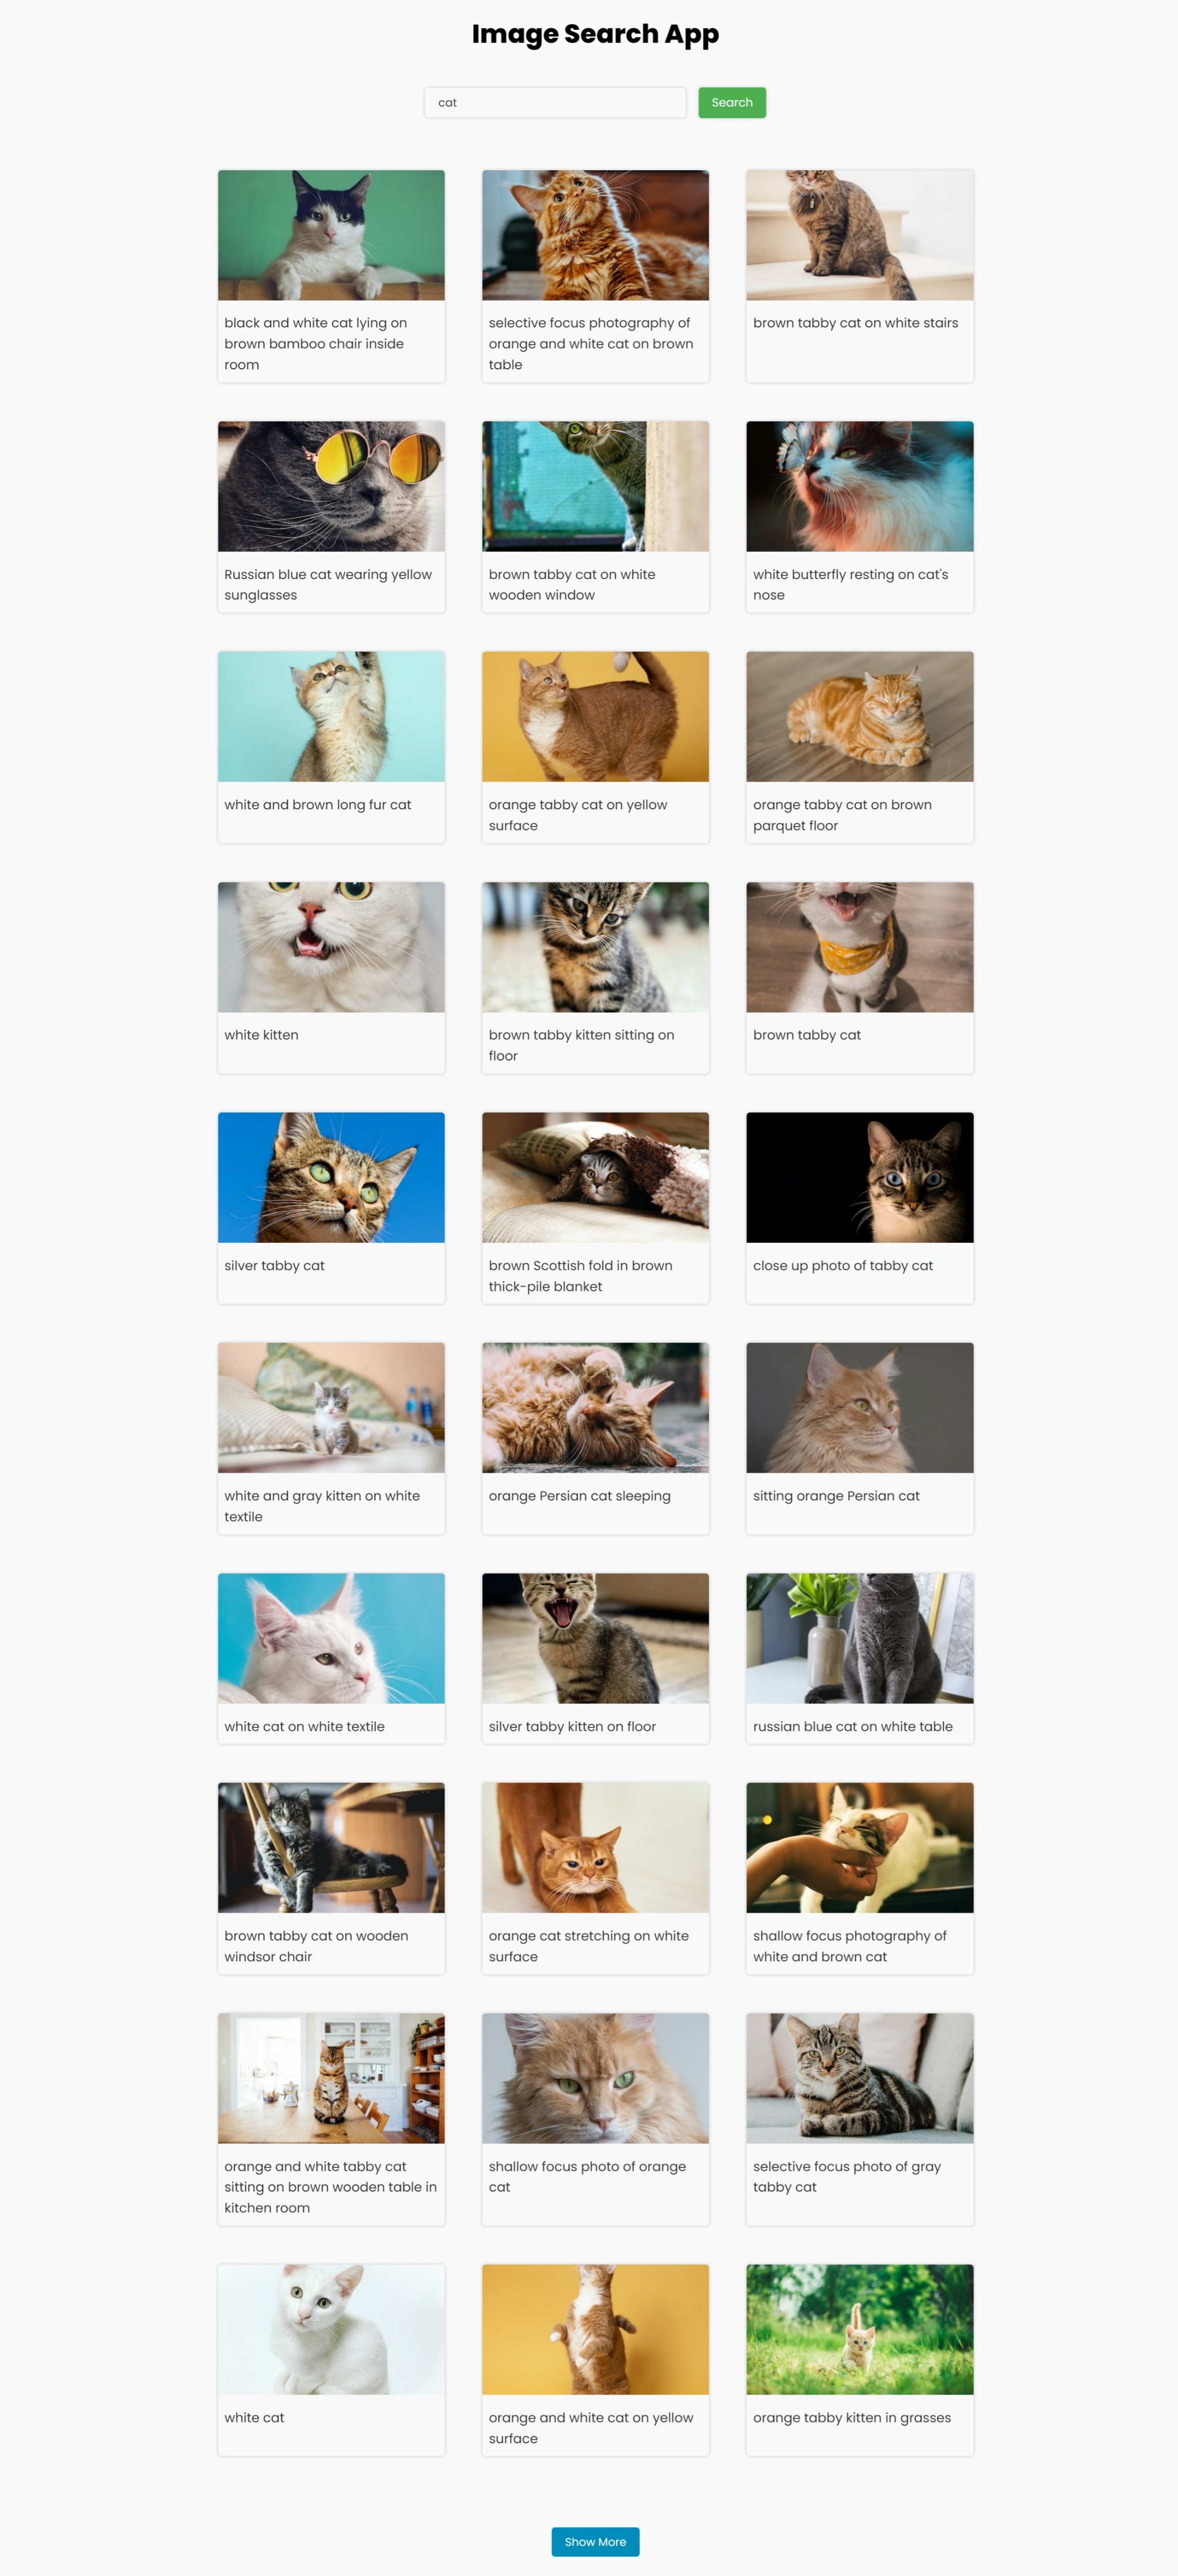 Image Search App
cat
Search
black and white cat lying on
brown bamboo chair inside
room
selective focus photography of
orange and white cat on brown
table
brown tabby cat on white stairs
Russian blue cat wearing yellow
sunglasses
brown tabby cat on white
wooden window
white butterfly resting on cat's
nose
white and brown long fur cat
orange tabby cat on yellow
surface
orange tabby cat on brown
parquet floor
white kitten
brown tabby kitten sitting on
floor
brown tabby cat
silver tabby cat
brown Scottish fold in brown
thick-pile blanket
close up photo of tabby cat
white and gray kitten on white
textile
orange Persian cat sleeping
sitting orange Persian cat
white cat on white textile
silver tabby kitten on floor
russian blue cat on white table
brown tabby cat on wooden
windsor chair
orange cat stretching on white
surface
shallow focus photography of
white and brown cat
orange and white tabby cat
sitting on brown wooden table in
kitchen room
shallow focus photo of orange
cat
selective focus photo of gray
tabby cat
white cat
orange and white cat on yellow
surface
orange tabby kitten in grasses
Show More